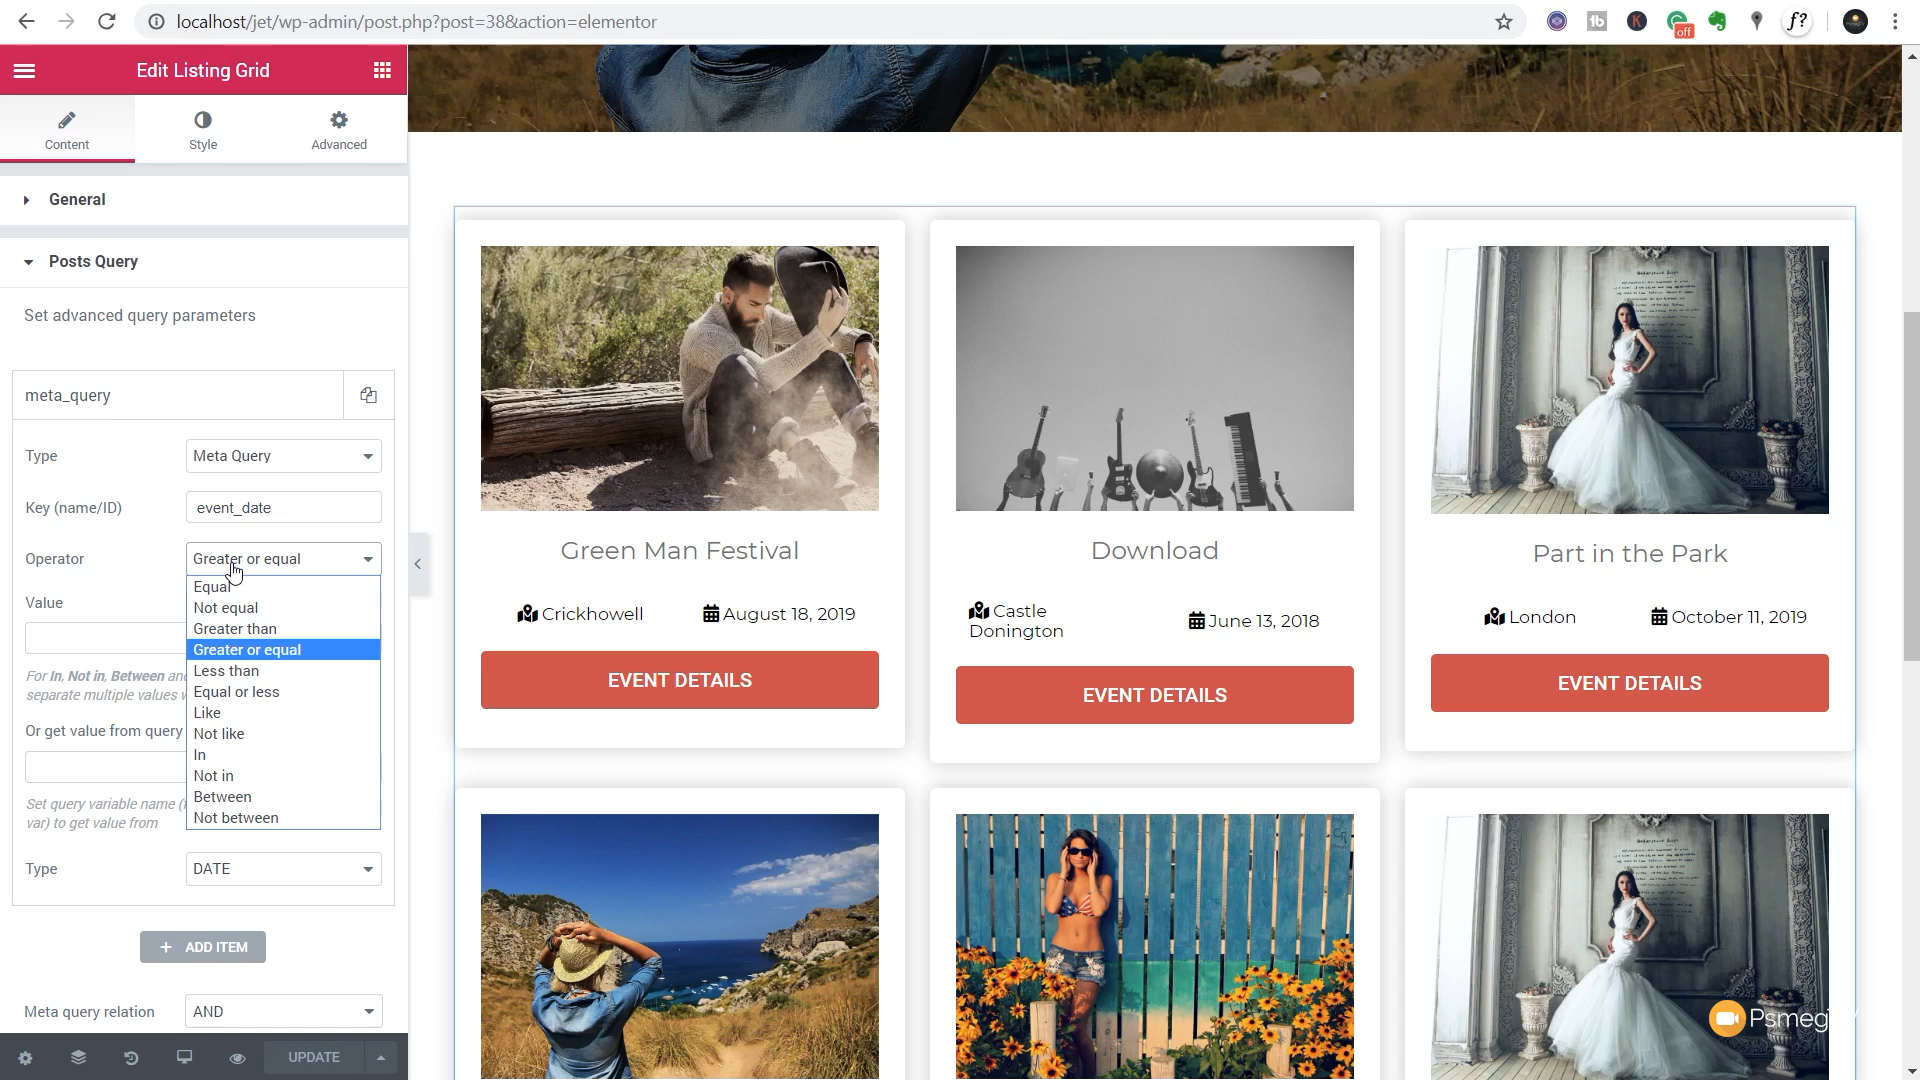 localhost/jet/wp-admin/post.php?post=38&action=elementor
off
f?
Edit Listing Grid
Content
Style
Advanced
General
Posts Query
Set advanced query parameters
meta_query
Type
Meta Query
Key (name/ID)
event_date
Operator
Greater or equal
Equal
Not equal
Greater than
Greater or equal
Less than
Equal or less
Like
Not like
In
Not in
Between
Not between
Value
For In, Not in, Between
separate multiple values
Or get value from query
Set query variable name
var) to get value from
Type
DATE
+ ADD ITEM
Meta query relation
AND
UPDATE
Green Man Festival
Crickhowell
August 18, 2019
EVENT DETAILS
Download
Castle
Donington
June 13, 2018
EVENT DETAILS
Part in the Park
London
October 11, 2019
EVENT DETAILS